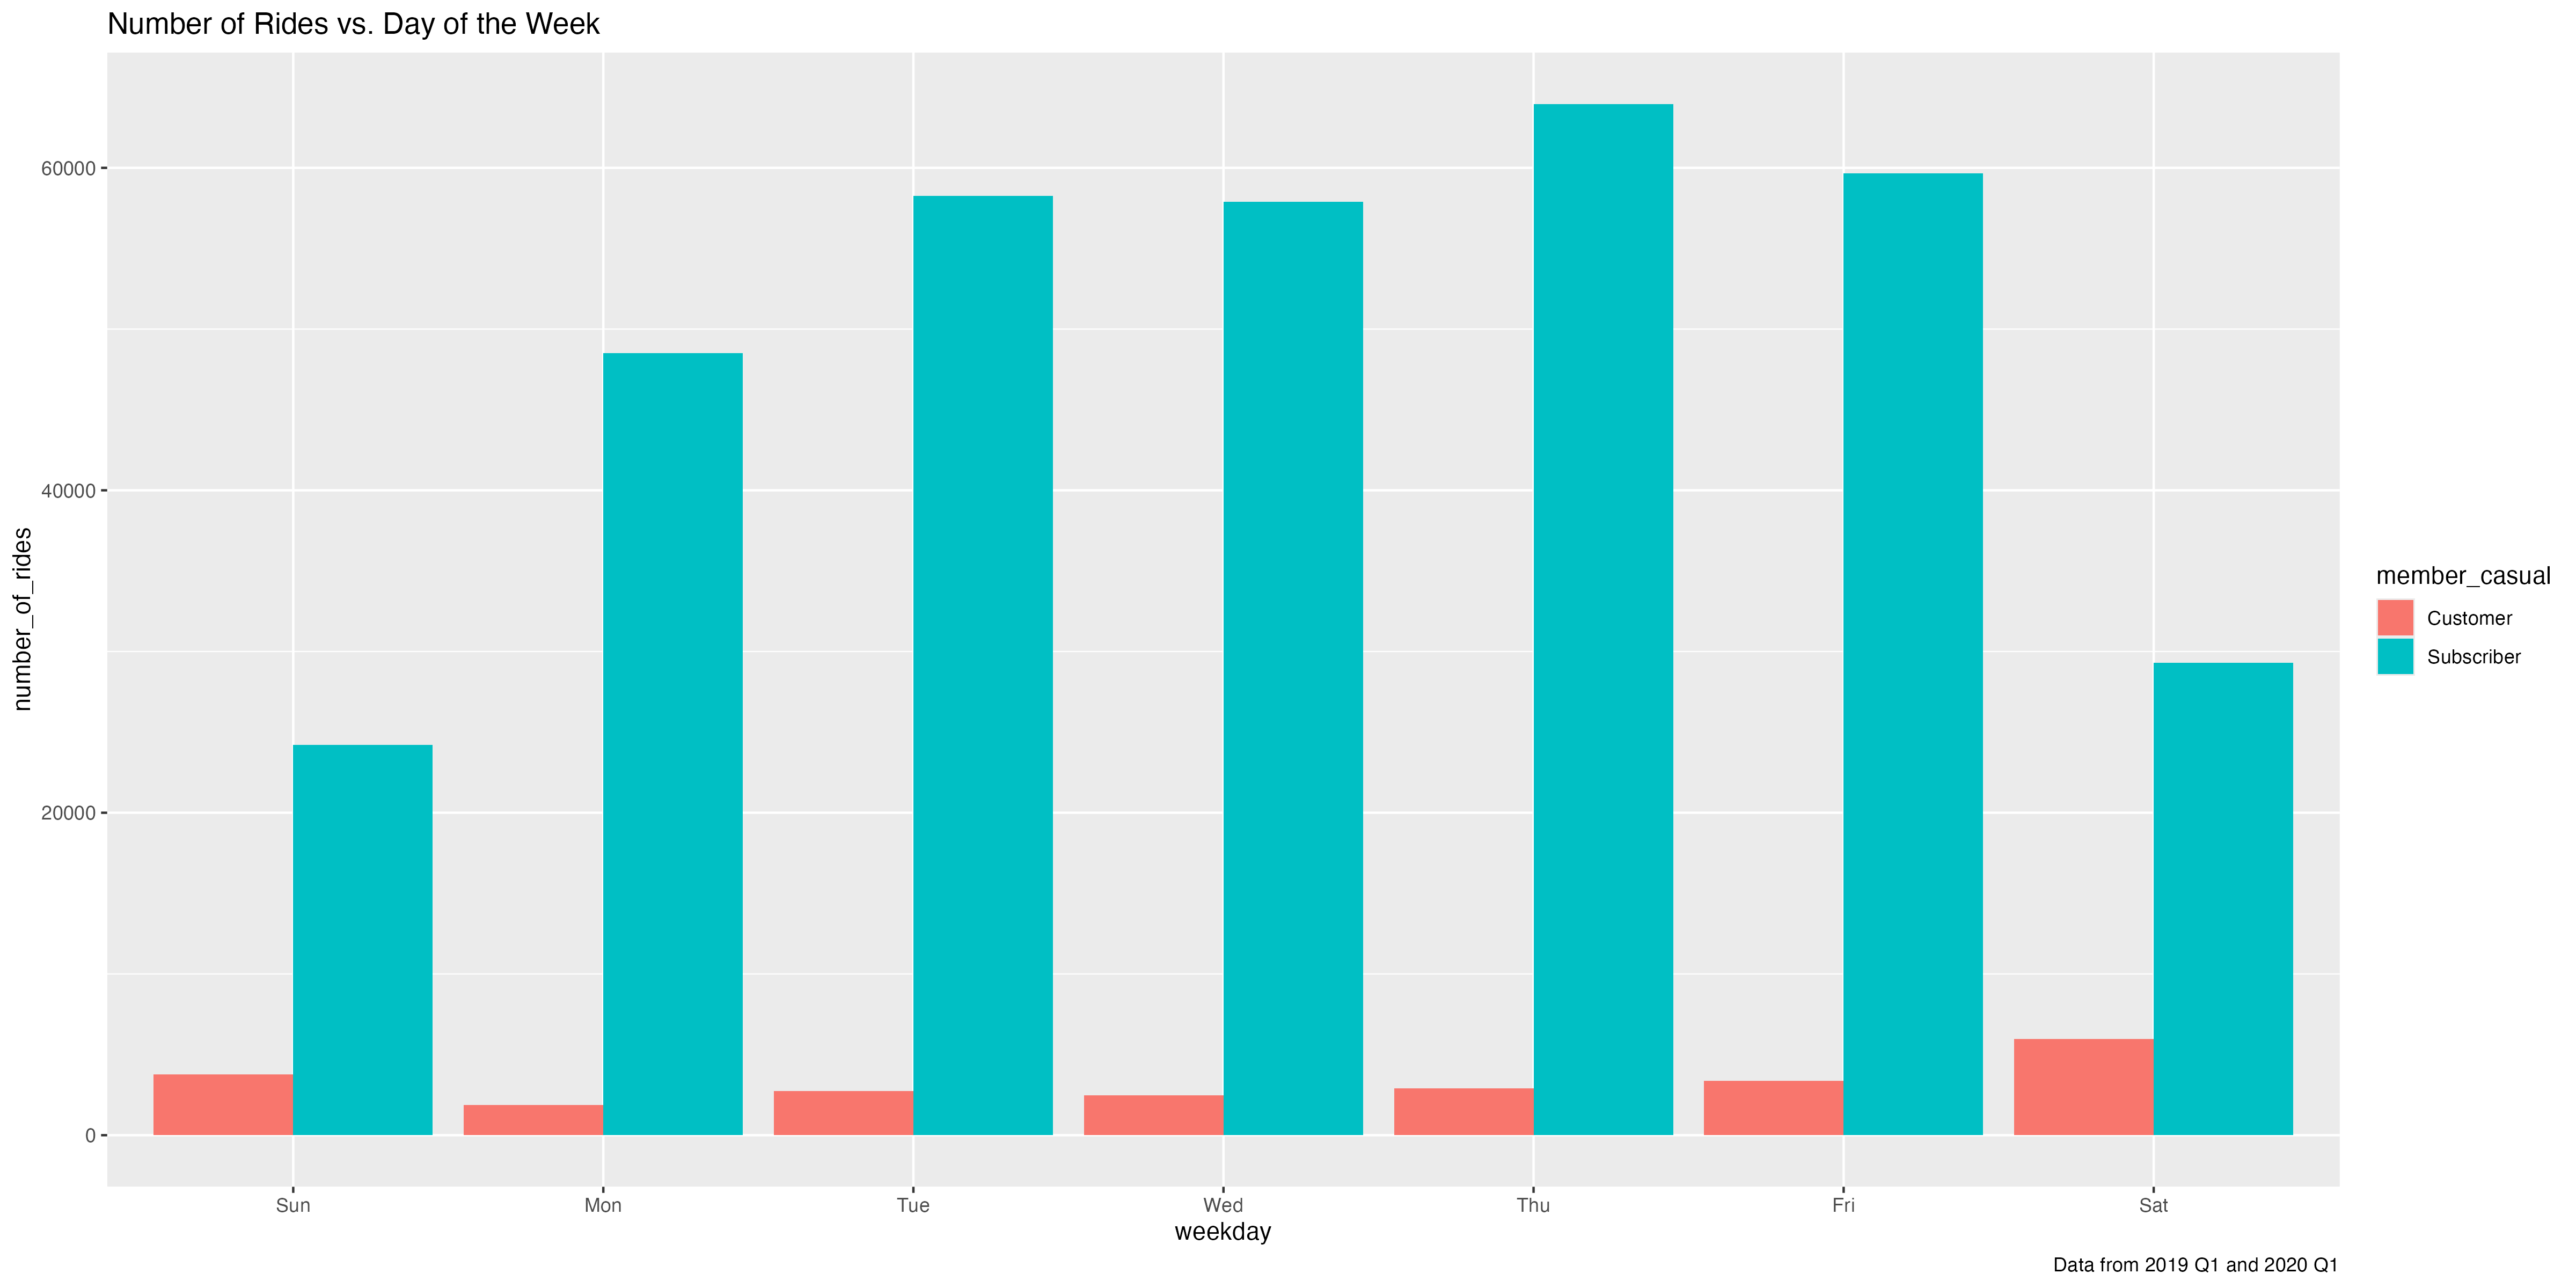 Number of Rides vs. Day of the Week
number_of_rides
60000
40000
20000
0
Sun Mon Tue Wed Thu Fri Sat
weekday
member_casual
Customer
Subscriber
Data from 2019 Q1 and 2020 Q1